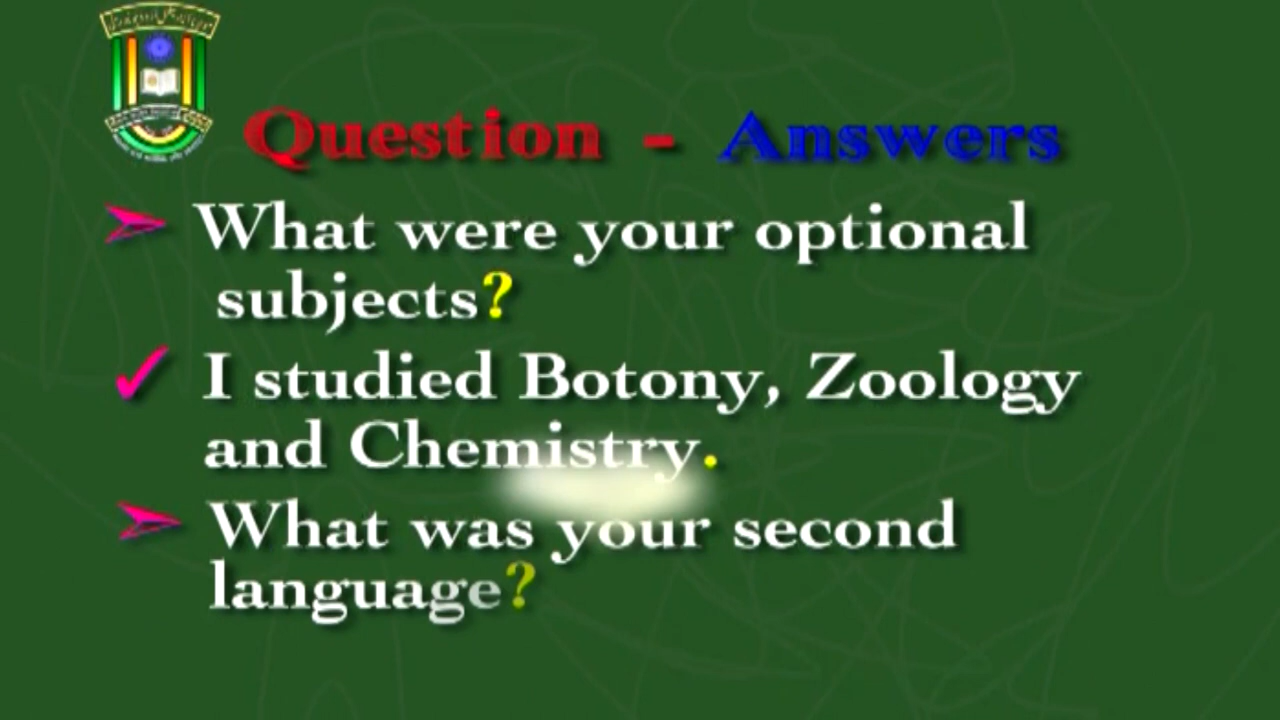 Question - Answers
What were your optional
subjects?
I studied Botony, Zoology
and Chemistry.
What was your second
language?